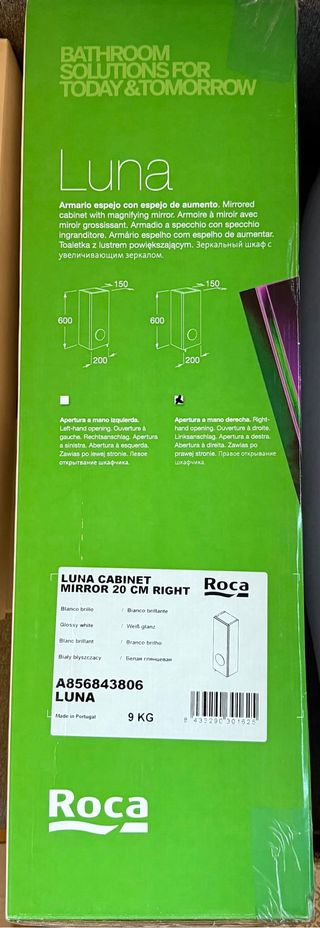 BATHROOM
SOLUTIONS FOR
TODAY & TOMORROW
Luna
Armario espejo con espejo de aumento. Mirrored
cabinet with magnifying mirror. Armoire à miroir avec
miroir grossissant. Armadio a specchio con specchio
ingranditore. Armário espelho com espelho de aumentar.
Toaletka z lustrem powiększającym. Зеркальный шкаф с
увеличивающим зеркалом.
150
600
200
150
600
200
Apertura a mano izquierda.
Left-hand opening. Ouverture à
gauche. Rechtsanschlag. Apertura
a sinistra. Abertura à esquerda.
Zawias po lewej stronie. Левое
открытвание шкафчика.
Apertura a mano derecha. Right-
hand opening. Ouverture à droite.
Linksanschlag. Apertura a destra.
Abertura à direita. Zawias po
prawej stronie. Правое открывание
шкафчика.
LUNA CABINET
MIRROR 20 CM RIGHT
Roca
Blanco brillo / Bianco brillante
Glossy white / Weiß glanz
Blanc brillant / Branco brilho
Biały błyszczacy / Белая глянцевая
A856843806
LUNA
Made in Portugal
9 KG
8 433290 301625
Roca